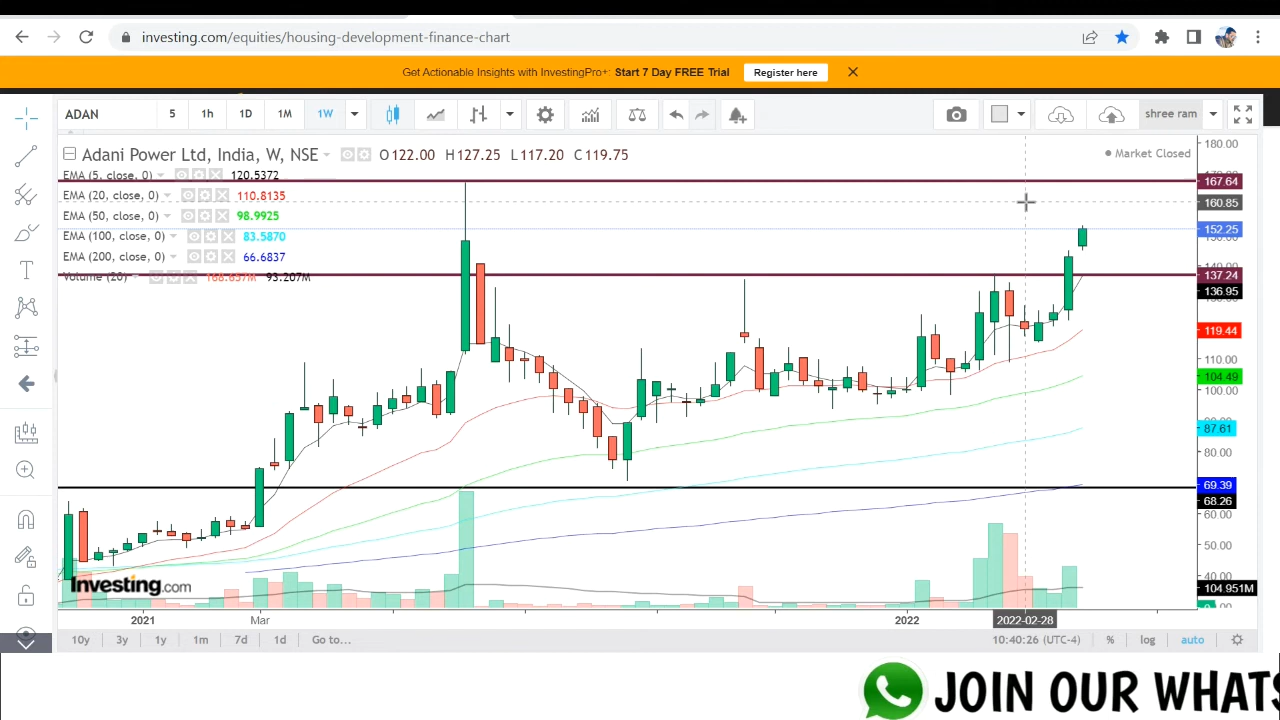 investing.com/equities/housing-development-finance-chart
Get Actionable Insights with InvestingPro+: Start 7 Day FREE Trial
Register here
ADAN 5 1h 1D 1M 1W
shree ram
Adani Power Ltd, India, W, NSE O122.00 H127.25 L117.20 C119.75
Market Closed
EMA (5, close, 0) 120.5372
EMA (20, close, 0) 110.8135
EMA (50, close, 0) 98.9925
EMA (100, close, 0) 83.5870
EMA (200, close, 0) 66.6837
Volume (20) 168.657M 93.207M
180.00
167.64
160.85
152.25
137.24
136.95
119.44
110.00
104.49
100.00
87.61
80.00
69.39
68.26
60.00
50.00
40.00
104.951M
Investing.com
2021 Mar 2022 2022-02-28
10y 3y 1y 1m 7d 1d Go to...
10:40:26 (UTC-4) % log auto
JOIN OUR WHATS